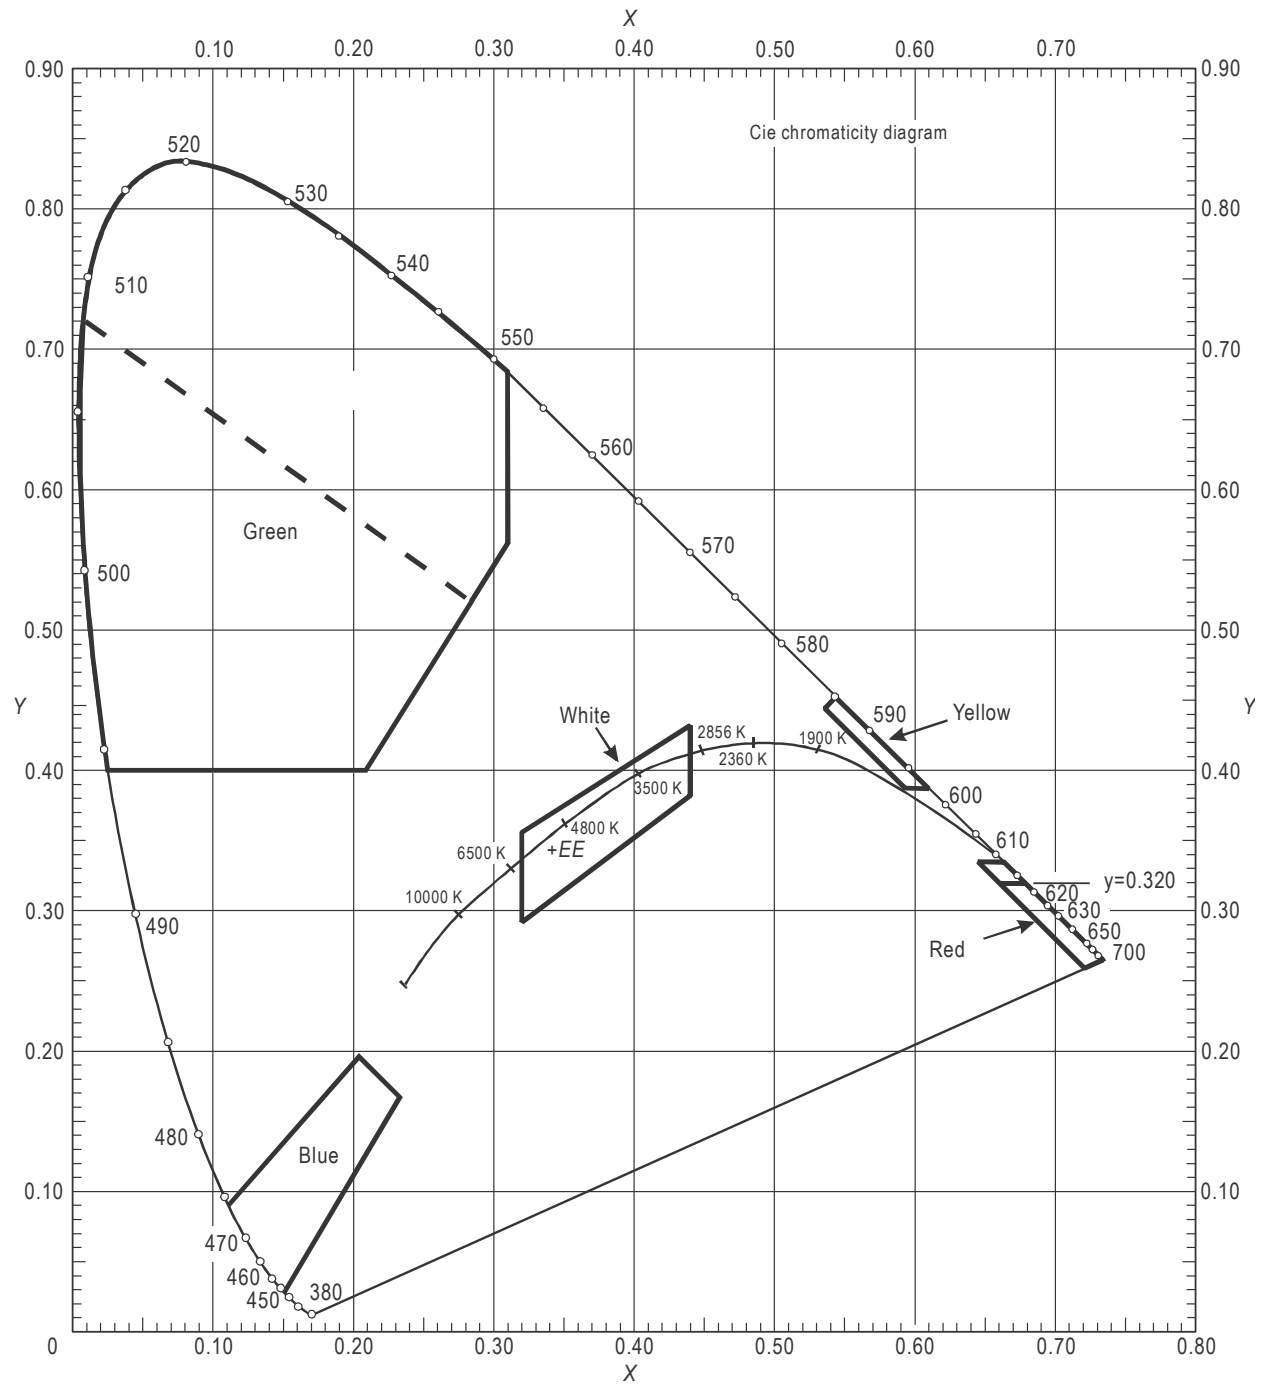 X
0.10 0.20 0.30 0.40 0.50 0.60 0.70
0.90 0.90
Cie chromaticity diagram
520
530
0.80 0.80
540
510
550
0.70 0.70
560
0.60 0.60
570
Green
500
0.50 0.50
580
Y Y
White 590 Yellow
2856 K 1900 K
2360 K
0.40 0.40
3500 K 600
4800 K
610
6500 K +EE
y=0.320
620
10000 K
0.30 630 0.30
490 650
Red 700
0.20 0.20
480
Blue
0.10 0.10
470
460
450 380
0 0.10 0.20 0.30 0.40 0.50 0.60 0.70 0.80
X